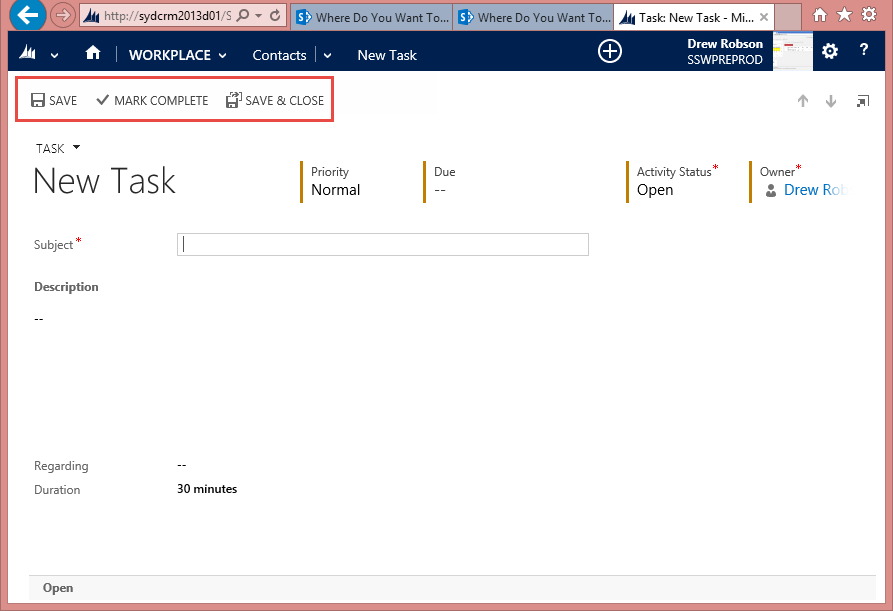 http://sydcrm2013d01/S
Where Do You Want To...
Where Do You Want To...
Task: New Task - Mi...
WORKPLACE
Contacts
New Task
Drew Robson
SSWPREPROD
?
SAVE
MARK COMPLETE
SAVE & CLOSE
TASK
New Task
Priority
Normal
Due
--
Activity Status*
Open
Owner*
Drew Rob
Subject*
Description
--
Regarding --
Duration 30 minutes
Open